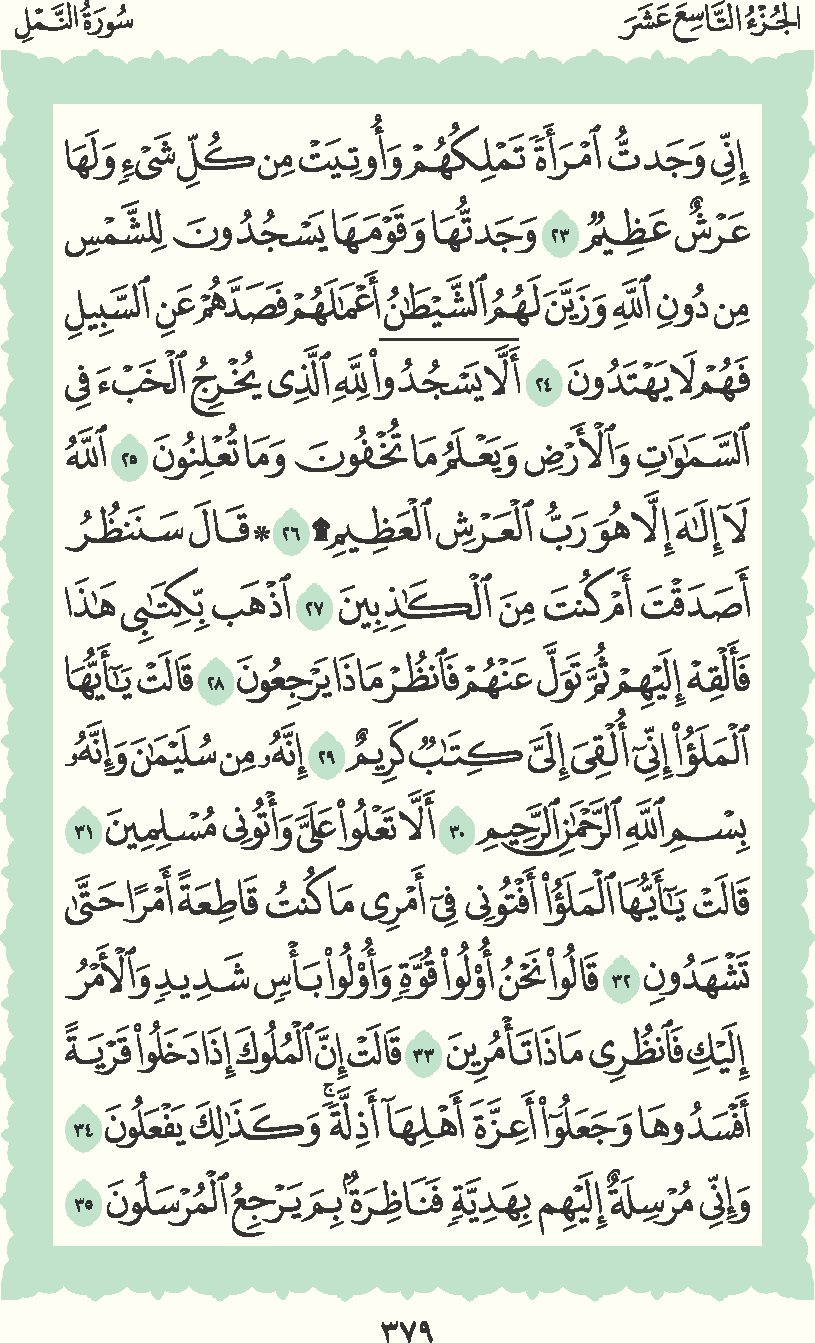 الجُزْءُ التَّاسِعَ عَشَرَ
سُورَةُ النَّمْلِ
إِنِّي وَجَدتُّ ٱمْرَأَةً تَمْلِكُهُمْ وَأُوتِيَتْ مِن كُلِّ شَىْءٍ وَلَهَا
عَرْشٌ عَظِيمٌ ٢٣ وَجَدتُّهَا وَقَوْمَهَا يَسْجُدُونَ لِلشَّمْسِ
مِن دُونِ ٱللَّهِ وَزَيَّنَ لَهُمُ ٱلشَّيْطَٰنُ أَعْمَٰلَهُمْ فَصَدَّهُمْ عَنِ ٱلسَّبِيلِ
فَهُمْ لَا يَهْتَدُونَ ٢٤ أَلَّا يَسْجُدُوا۟ لِلَّهِ ٱلَّذِى يُخْرِجُ ٱلْخَبْءَ فِى
ٱلسَّمَٰوَٰتِ وَٱلْأَرْضِ وَيَعْلَمُ مَا تُخْفُونَ وَمَا تُعْلِنُونَ ٢٥ ٱللَّهُ
لَآ إِلَٰهَ إِلَّا هُوَ رَبُّ ٱلْعَرْشِ ٱلْعَظِيمِ ۩ ٢٦ * قَالَ سَنَنظُرُ
أَصَدَقْتَ أَمْ كُنتَ مِنَ ٱلْكَٰذِبِينَ ٢٧ ٱذْهَب بِّكِتَٰبِى هَٰذَا
فَأَلْقِهْ إِلَيْهِمْ ثُمَّ تَوَلَّ عَنْهُمْ فَٱنظُرْ مَاذَا يَرْجِعُونَ ٢٨ قَالَتْ يَٰٓأَيُّهَا
ٱلْمَلَؤُا۟ إِنِّىٓ أُلْقِىَ إِلَىَّ كِتَٰبٌ كَرِيمٌ ٢٩ إِنَّهُۥ مِن سُلَيْمَٰنَ وَإِنَّهُۥ
بِسْمِ ٱللَّهِ ٱلرَّحْمَٰنِ ٱلرَّحِيمِ ٣٠ أَلَّا تَعْلُوا۟ عَلَىَّ وَأْتُونِى مُسْلِمِينَ ٣١
قَالَتْ يَٰٓأَيُّهَا ٱلْمَلَؤُا۟ أَفْتُونِى فِىٓ أَمْرِى مَا كُنتُ قَاطِعَةً أَمْرًا حَتَّىٰ
تَشْهَدُونِ ٣٢ قَالُوا۟ نَحْنُ أُو۟لُوا۟ قُوَّةٍ وَأُو۟لُوا۟ بَأْسٍ شَدِيدٍ وَٱلْأَمْرُ
إِلَيْكِ فَٱنظُرِى مَاذَا تَأْمُرِينَ ٣٣ قَالَتْ إِنَّ ٱلْمُلُوكَ إِذَا دَخَلُوا۟ قَرْيَةً
أَفْسَدُوهَا وَجَعَلُوٓا۟ أَعِزَّةَ أَهْلِهَآ أَذِلَّةً ۚ وَكَذَٰلِكَ يَفْعَلُونَ ٣٤
وَإِنِّى مُرْسِلَةٌ إِلَيْهِم بِهَدِيَّةٍ فَنَاظِرَةٌۢ بِمَ يَرْجِعُ ٱلْمُرْسَلُونَ ٣٥
٣٧٩